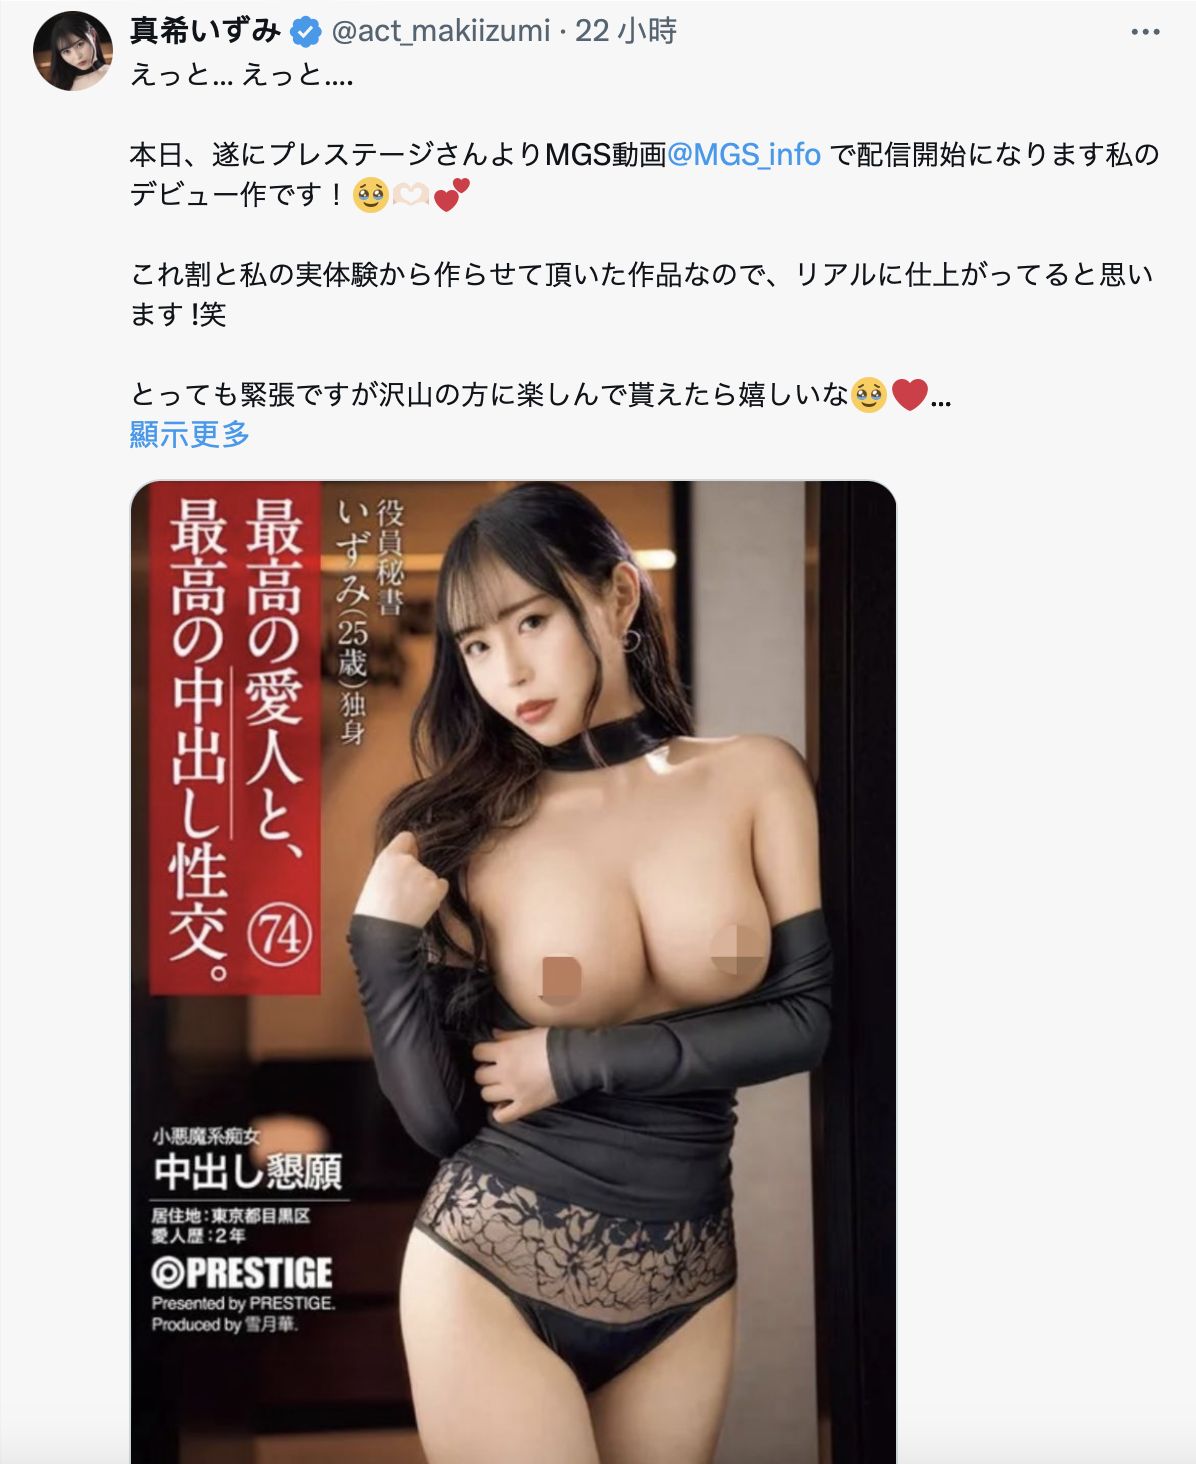 真希いずみ @act_makiizumi · 22 小時
えっと... えっと....
本日、遂にプレステージさんよりMGS動画@MGS_info で配信開始になります私の
デビュー作です！🥹🫶🏻💕
これ割と私の実体験から作らせて頂いた作品なので、リアルに仕上がってると思い
ます !笑
とっても緊張ですが沢山の方に楽しんで貰えたら嬉しいな🥹❤️...
顯示更多
役員秘書
いずみ(25歳)独身
最高の愛人と、
最高の中出し性交。
74
小悪魔系痴女
中出し懇願
居住地:東京都目黒区
愛人歴:2年
PRESTIGE
Presented by PRESTIGE.
Produced by 雪月華.